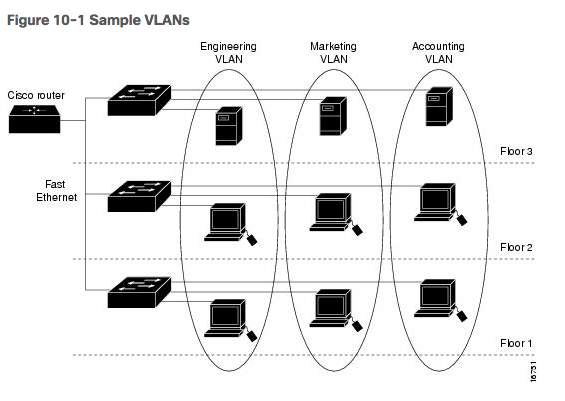 Figure 10-1 Sample VLANs
Engineering
VLAN
Marketing
VLAN
Accounting
VLAN
Cisco router
Floor 3
Fast
Ethernet
Floor 2
Floor 1
16751